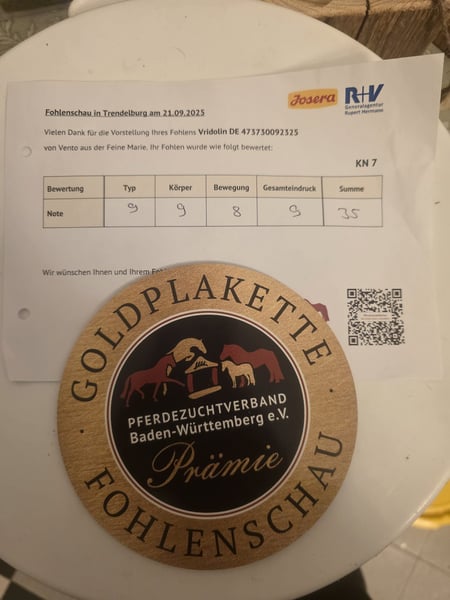 Josera
R+V
Generalagentur
Rupert Hermann
Fohlenschau in Trendelburg am 21.09.2025
Vielen Dank für die Vorstellung Ihres Fohlens Vridolin DE 473730092325
von Vento aus der Feine Marie. Ihr Fohlen wurde wie folgt bewertet:
KN 7
Bewertung Typ Körper Bewegung Gesamteindruck Summe
Note 9 9 8 9 35
Wir wünschen Ihnen und Ihrem
GOLDPLAKETTE
PFERDEZUCHTVERBAND
Baden-Württemberg e.V.
Prämie
FOHLENSCHAU